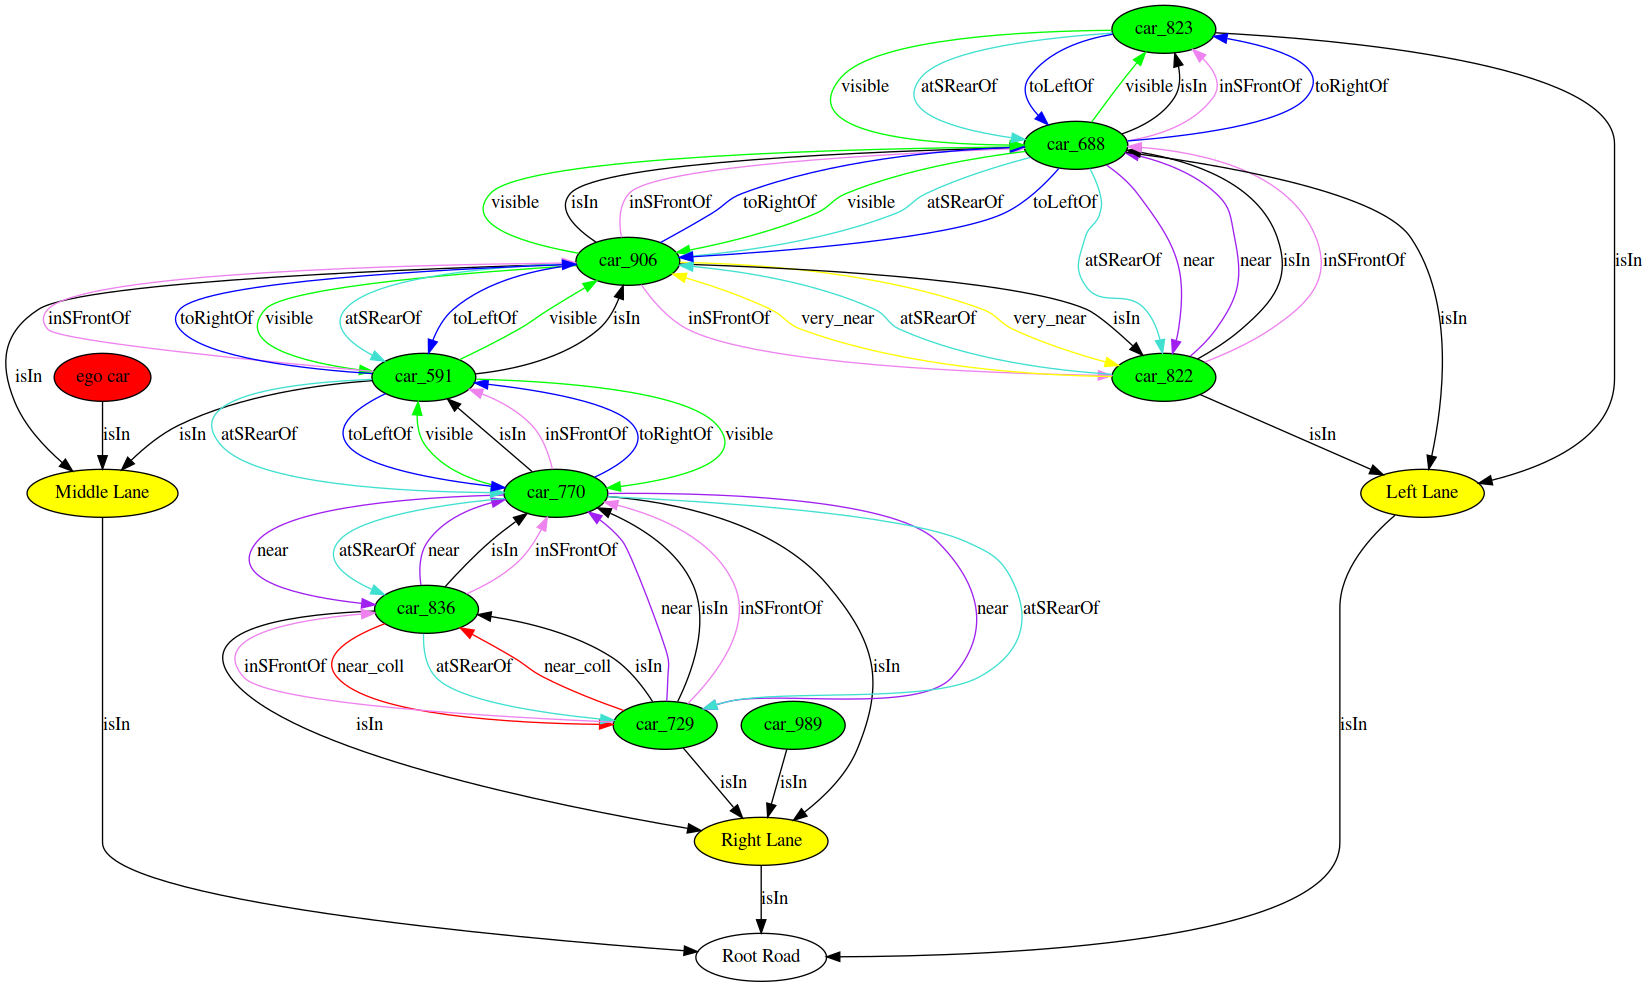 car_823
visible
atSRearOf
toLeftOf
visible
isIn
inSFrontOf
toRightOf
car_688
visible
isIn
inSFrontOf
toRightOf
visible
atSRearOf
toLeftOf
atSRearOf
near
near
isIn
inSFrontOf
isIn
car_906
inSFrontOf
toRightOf
visible
atSRearOf
toLeftOf
visible
isIn
inSFrontOf
very_near
atSRearOf
very_near
isIn
isIn
isIn
ego car
car_591
car_822
isIn
isIn
atSRearOf
toLeftOf
visible
isIn
inSFrontOf
toRightOf
visible
isIn
Middle Lane
car_770
Left Lane
near
atSRearOf
near
isIn
inSFrontOf
car_836
near
isIn
inSFrontOf
near
atSRearOf
inSFrontOf
near_coll
atSRearOf
near_coll
isIn
isIn
isIn
isIn
car_729
car_989
isIn
isIn
isIn
Right Lane
isIn
Root Road